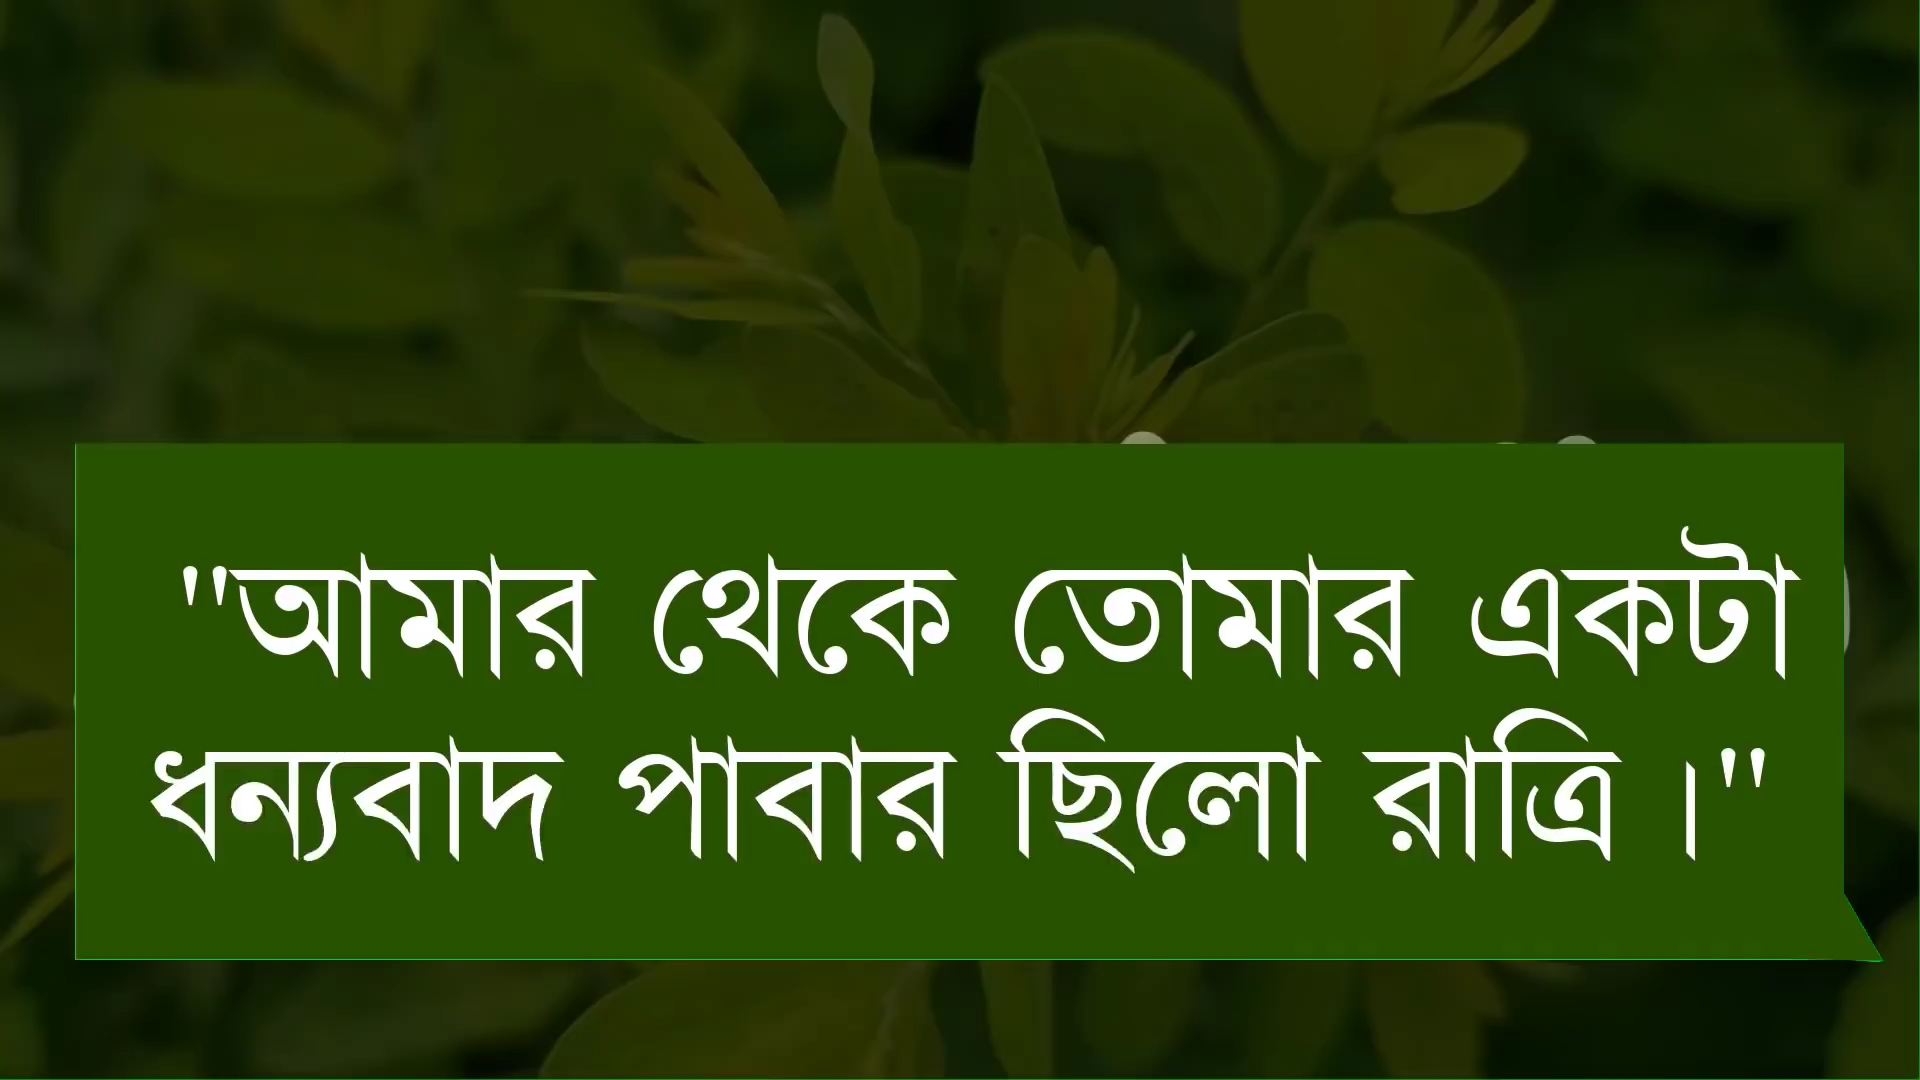 "আমার থেকে তোমার একটা
ধন্যবাদ পাবার ছিলো রাত্রি ।"